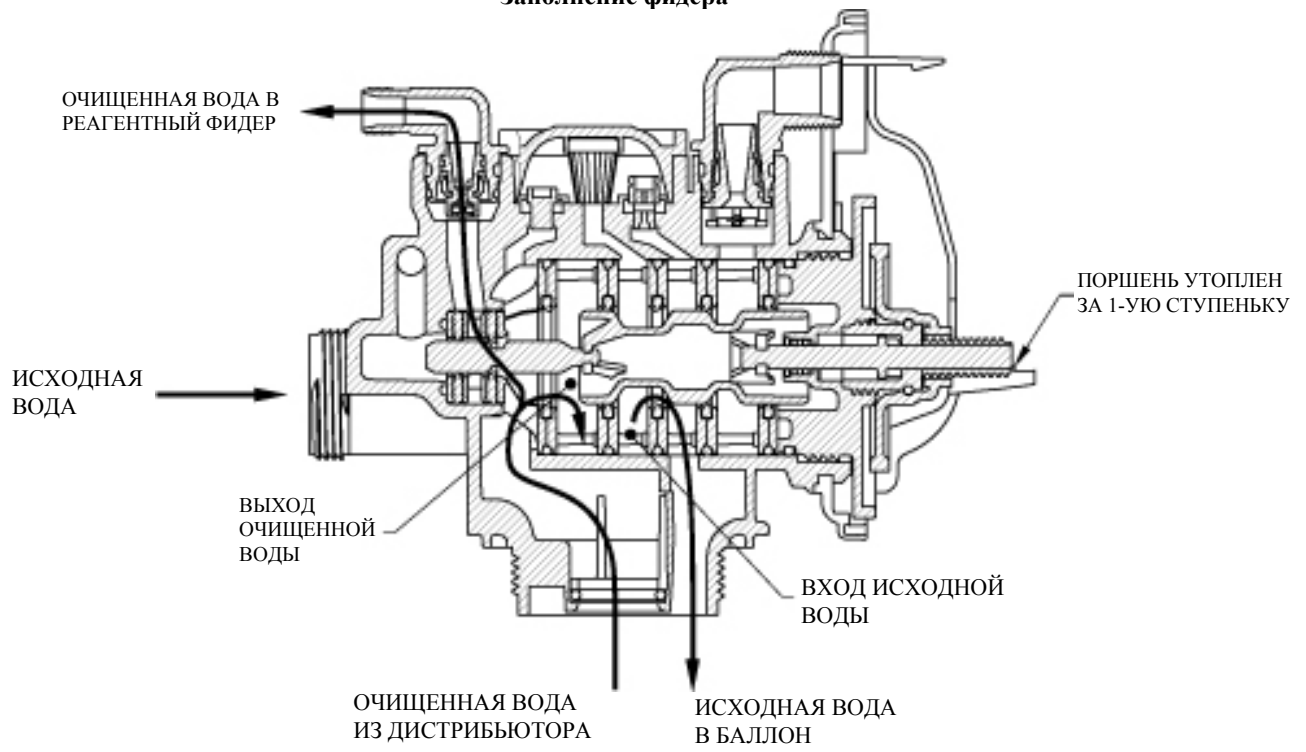 Заполнение фидера
ОЧИЩЕННАЯ ВОДА В
РЕАГЕНТНЫЙ ФИДЕР
ПОРШЕНЬ УТОПЛЕН
ЗА 1-УЮ СТУПЕНЬКУ
ИСХОДНАЯ
ВОДА
ВЫХОД
ОЧИЩЕННОЙ
ВОДЫ
ВХОД ИСХОДНОЙ
ВОДЫ
ОЧИЩЕННАЯ ВОДА
ИЗ ДИСТРИБЬЮТОРА
ИСХОДНАЯ ВОДА
В БАЛЛОН